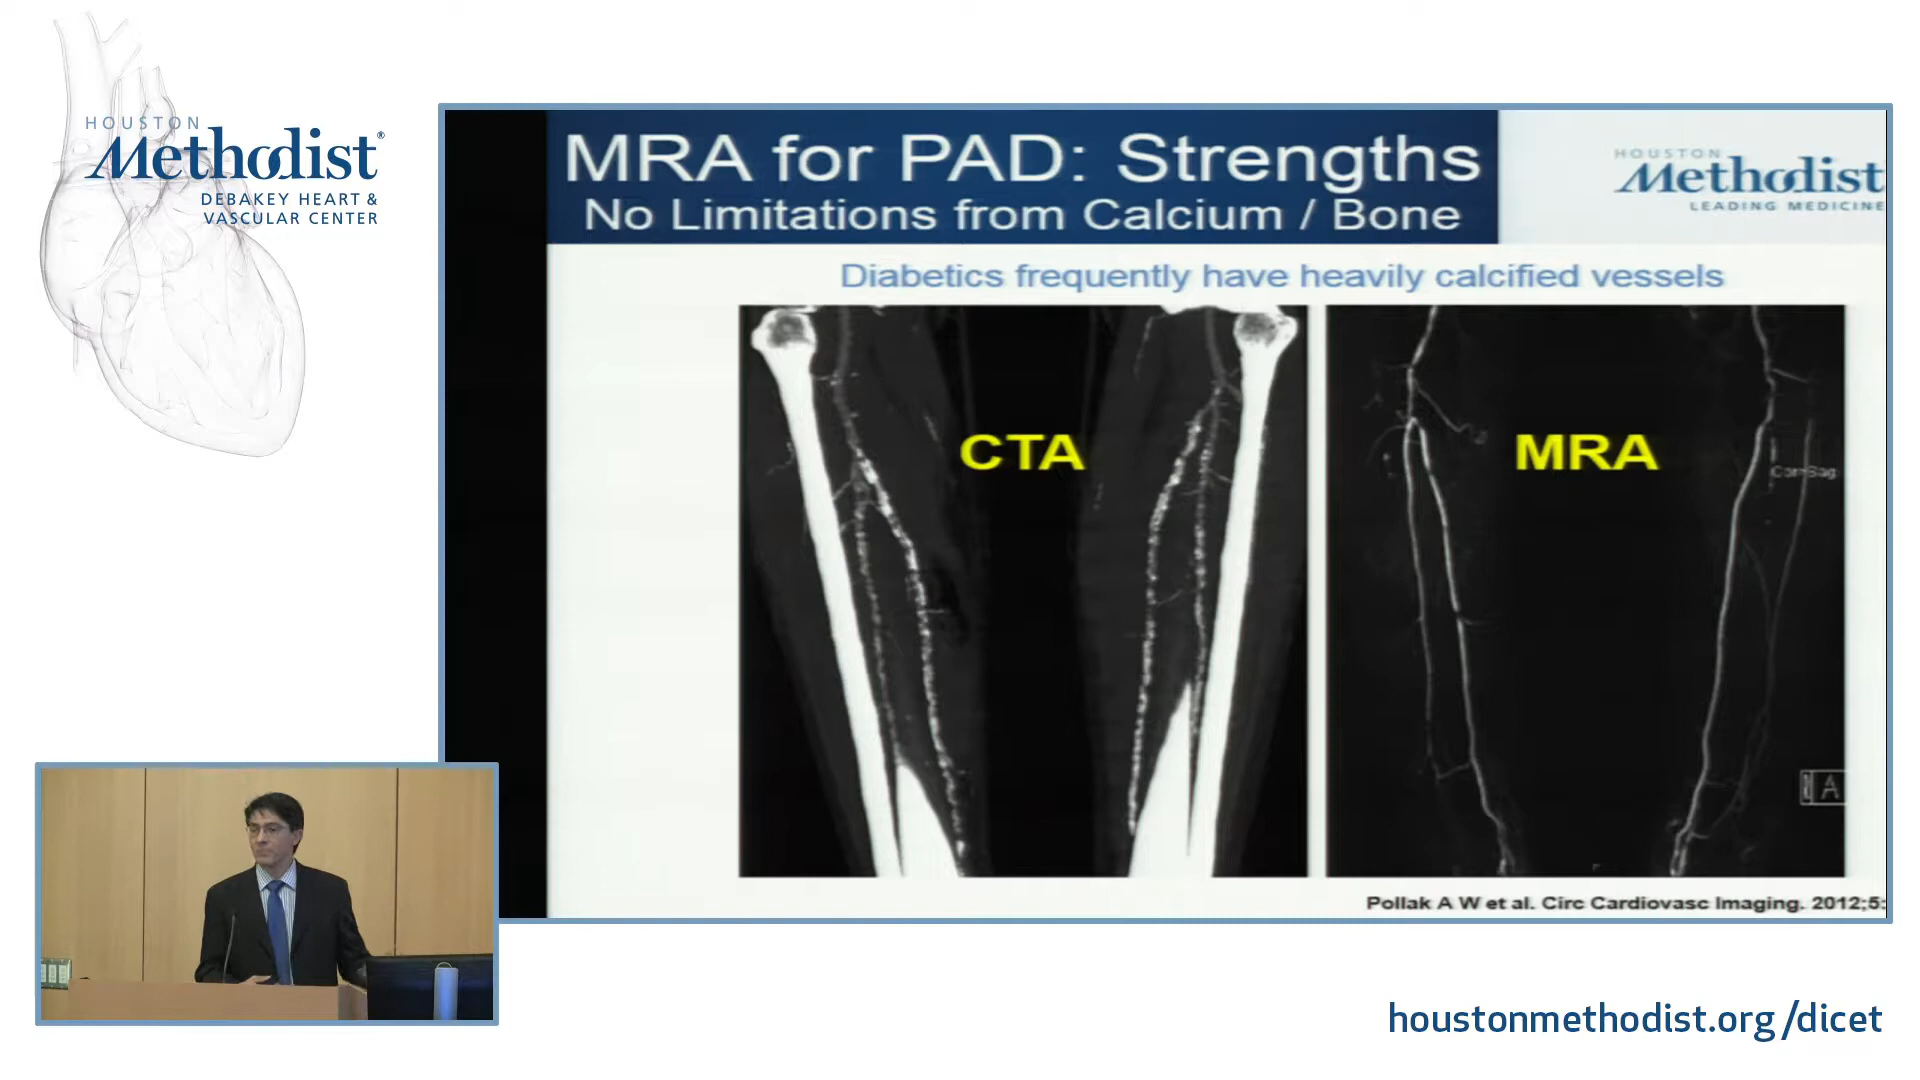 HOUSTON
Methodist®
DEBAKEY HEART &
VASCULAR CENTER
MRA for PAD: Strengths
No Limitations from Calcium / Bone
HOUSTON
Methodist
LEADING MEDICINE
Diabetics frequently have heavily calcified vessels
CTA
MRA
Cor>Sag
A
Pollak A W et al. Circ Cardiovasc Imaging. 2012;5:
houstonmethodist.org/dicet